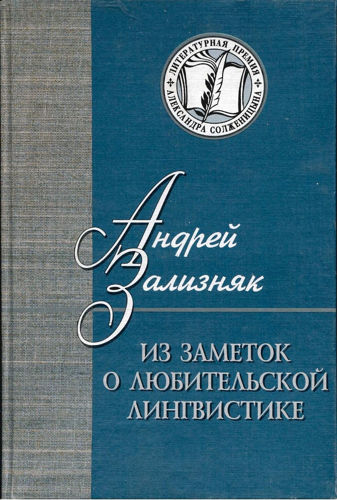 ЛИТЕРАТУРНАЯ ПРЕМИЯ
АЛЕКСАНДРА СОЛЖЕНИЦЫНА
Андрей
Зализняк
ИЗ ЗАМЕТОК
О ЛЮБИТЕЛЬСКОЙ
ЛИНГВИСТИКЕ